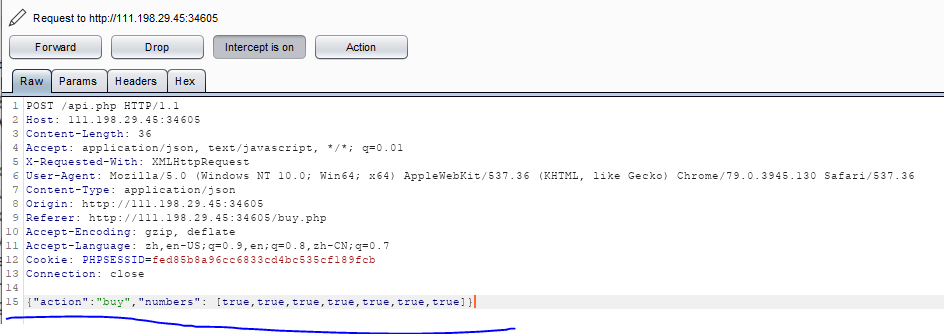 Request to http://111.198.29.45:34605
Forward Drop Intercept is on Action
Raw Params Headers Hex
1 POST /api.php HTTP/1.1
2 Host: 111.198.29.45:34605
3 Content-Length: 36
4 Accept: application/json, text/javascript, */*; q=0.01
5 X-Requested-With: XMLHttpRequest
6 User-Agent: Mozilla/5.0 (Windows NT 10.0; Win64; x64) AppleWebKit/537.36 (KHTML, like Gecko) Chrome/79.0.3945.130 Safari/537.36
7 Content-Type: application/json
8 Origin: http://111.198.29.45:34605
9 Referer: http://111.198.29.45:34605/buy.php
10 Accept-Encoding: gzip, deflate
11 Accept-Language: zh,en-US;q=0.9,en;q=0.8,zh-CN;q=0.7
12 Cookie: PHPSESSID=fed85b8a96cc6833cd4bc535cf189fcb
13 Connection: close
14
15 {"action":"buy","numbers": [true,true,true,true,true,true,true]}